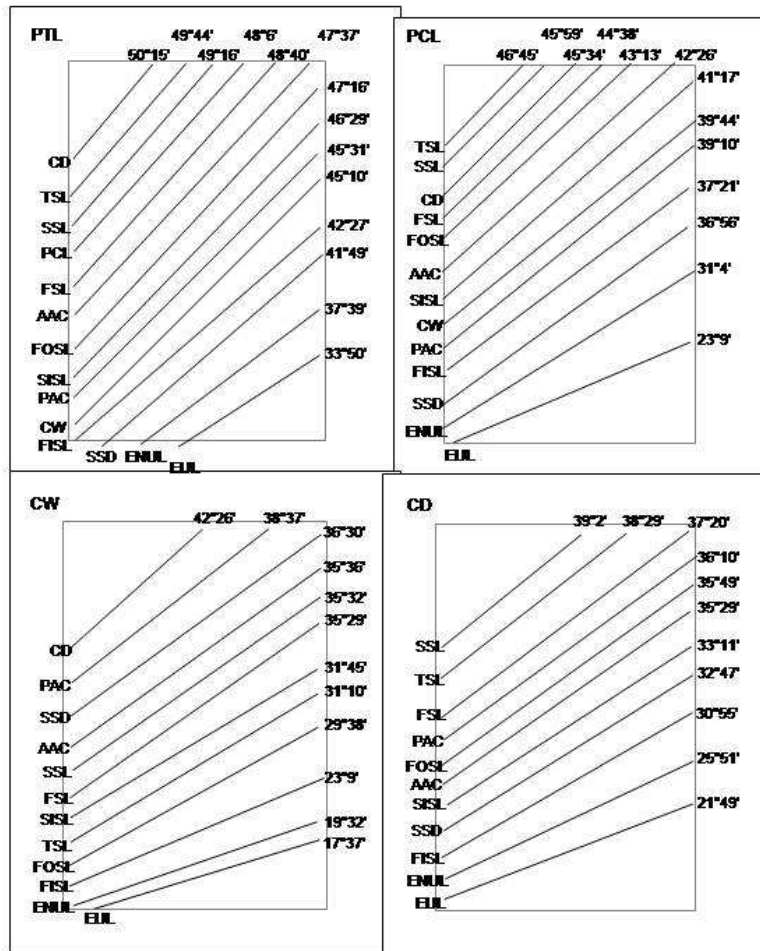 PTL 49°44' 48°6' 47°37'
50°15' 49°16' 48°40'
47°16'
46°29'
45°31'
CD
45°10'
TSL
42°27'
SSL
41°49'
PCL
FSL
37°39'
AAC
FOSL
33°50'
SISL
PAC
CW
FISL
SSD ENUL
EUL
PCL 45°59' 44°38'
46°45' 45°34' 43°13' 42°26'
41°17'
39°44'
TSL
39°10'
SSL
37°21'
CD
FSL
36°56'
FOSL
AAC
31°4'
SISL
CW
23°9'
PAC
FISL
SSD
ENUL
EUL
CW
42°26' 38°37'
36°30'
35°36'
35°32'
35°29'
CD
31°45'
PAC
31°10'
SSD
29°38'
AAC
SSL
23°9'
FSL
SISL
19°32'
TSL
17°37'
FOSL
FISL
ENUL
EUL
CD
39°2' 38°29' 37°20'
36°10'
35°49'
35°29'
SSL
33°11'
TSL
32°47'
FSL
30°55'
PAC
25°51'
FOSL
AAC
21°49'
SISL
SSD
FISL
ENUL
EUL